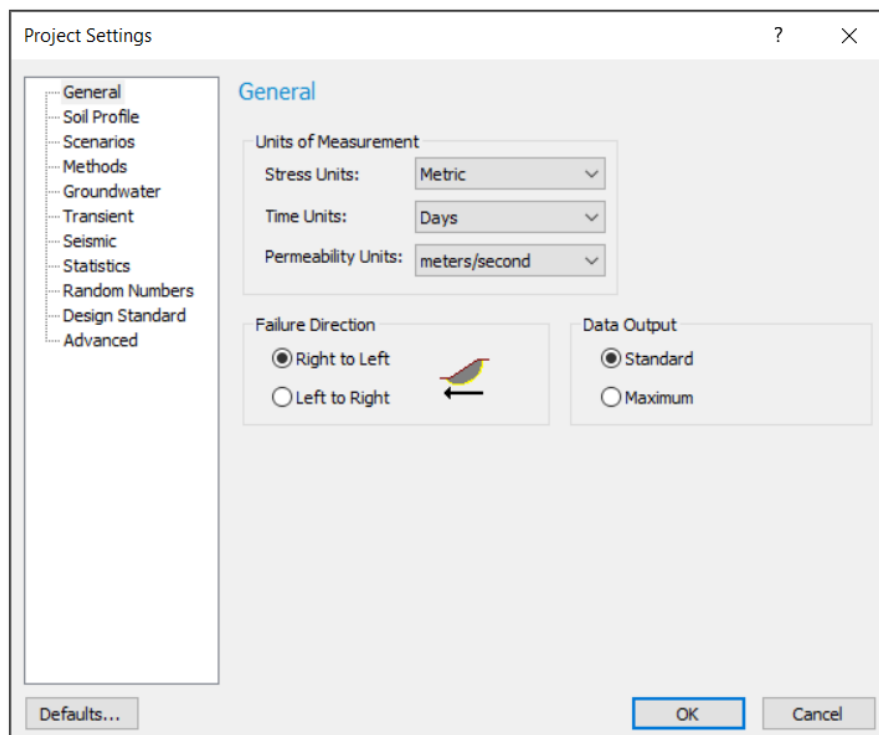 Project Settings
?
General
Soil Profile
Scenarios
Methods
Groundwater
Transient
Seismic
Statistics
Random Numbers
Design Standard
Advanced
General
Units of Measurement
Stress Units: Metric
Time Units: Days
Permeability Units: meters/second
Failure Direction
Right to Left
Left to Right
Data Output
Standard
Maximum
Defaults...
OK
Cancel